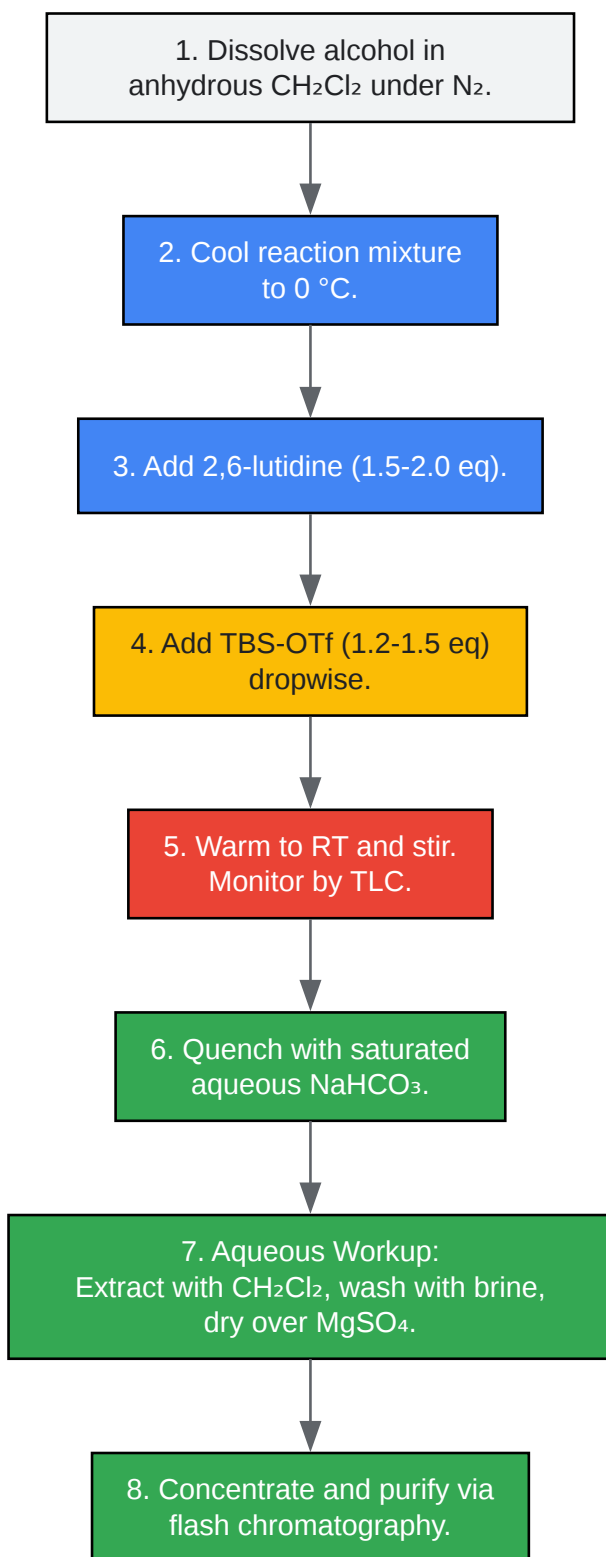 1. Dissolve alcohol in
anhydrous CH₂Cl₂ under N₂.
2. Cool reaction mixture
to 0 °C.
3. Add 2,6-lutidine (1.5-2.0 eq).
4. Add TBS-OTf (1.2-1.5 eq)
dropwise.
5. Warm to RT and stir.
Monitor by TLC.
6. Quench with saturated
aqueous NaHCO₃.
7. Aqueous Workup:
Extract with CH₂Cl₂, wash with brine,
dry over MgSO₄.
8. Concentrate and purify via
flash chromatography.